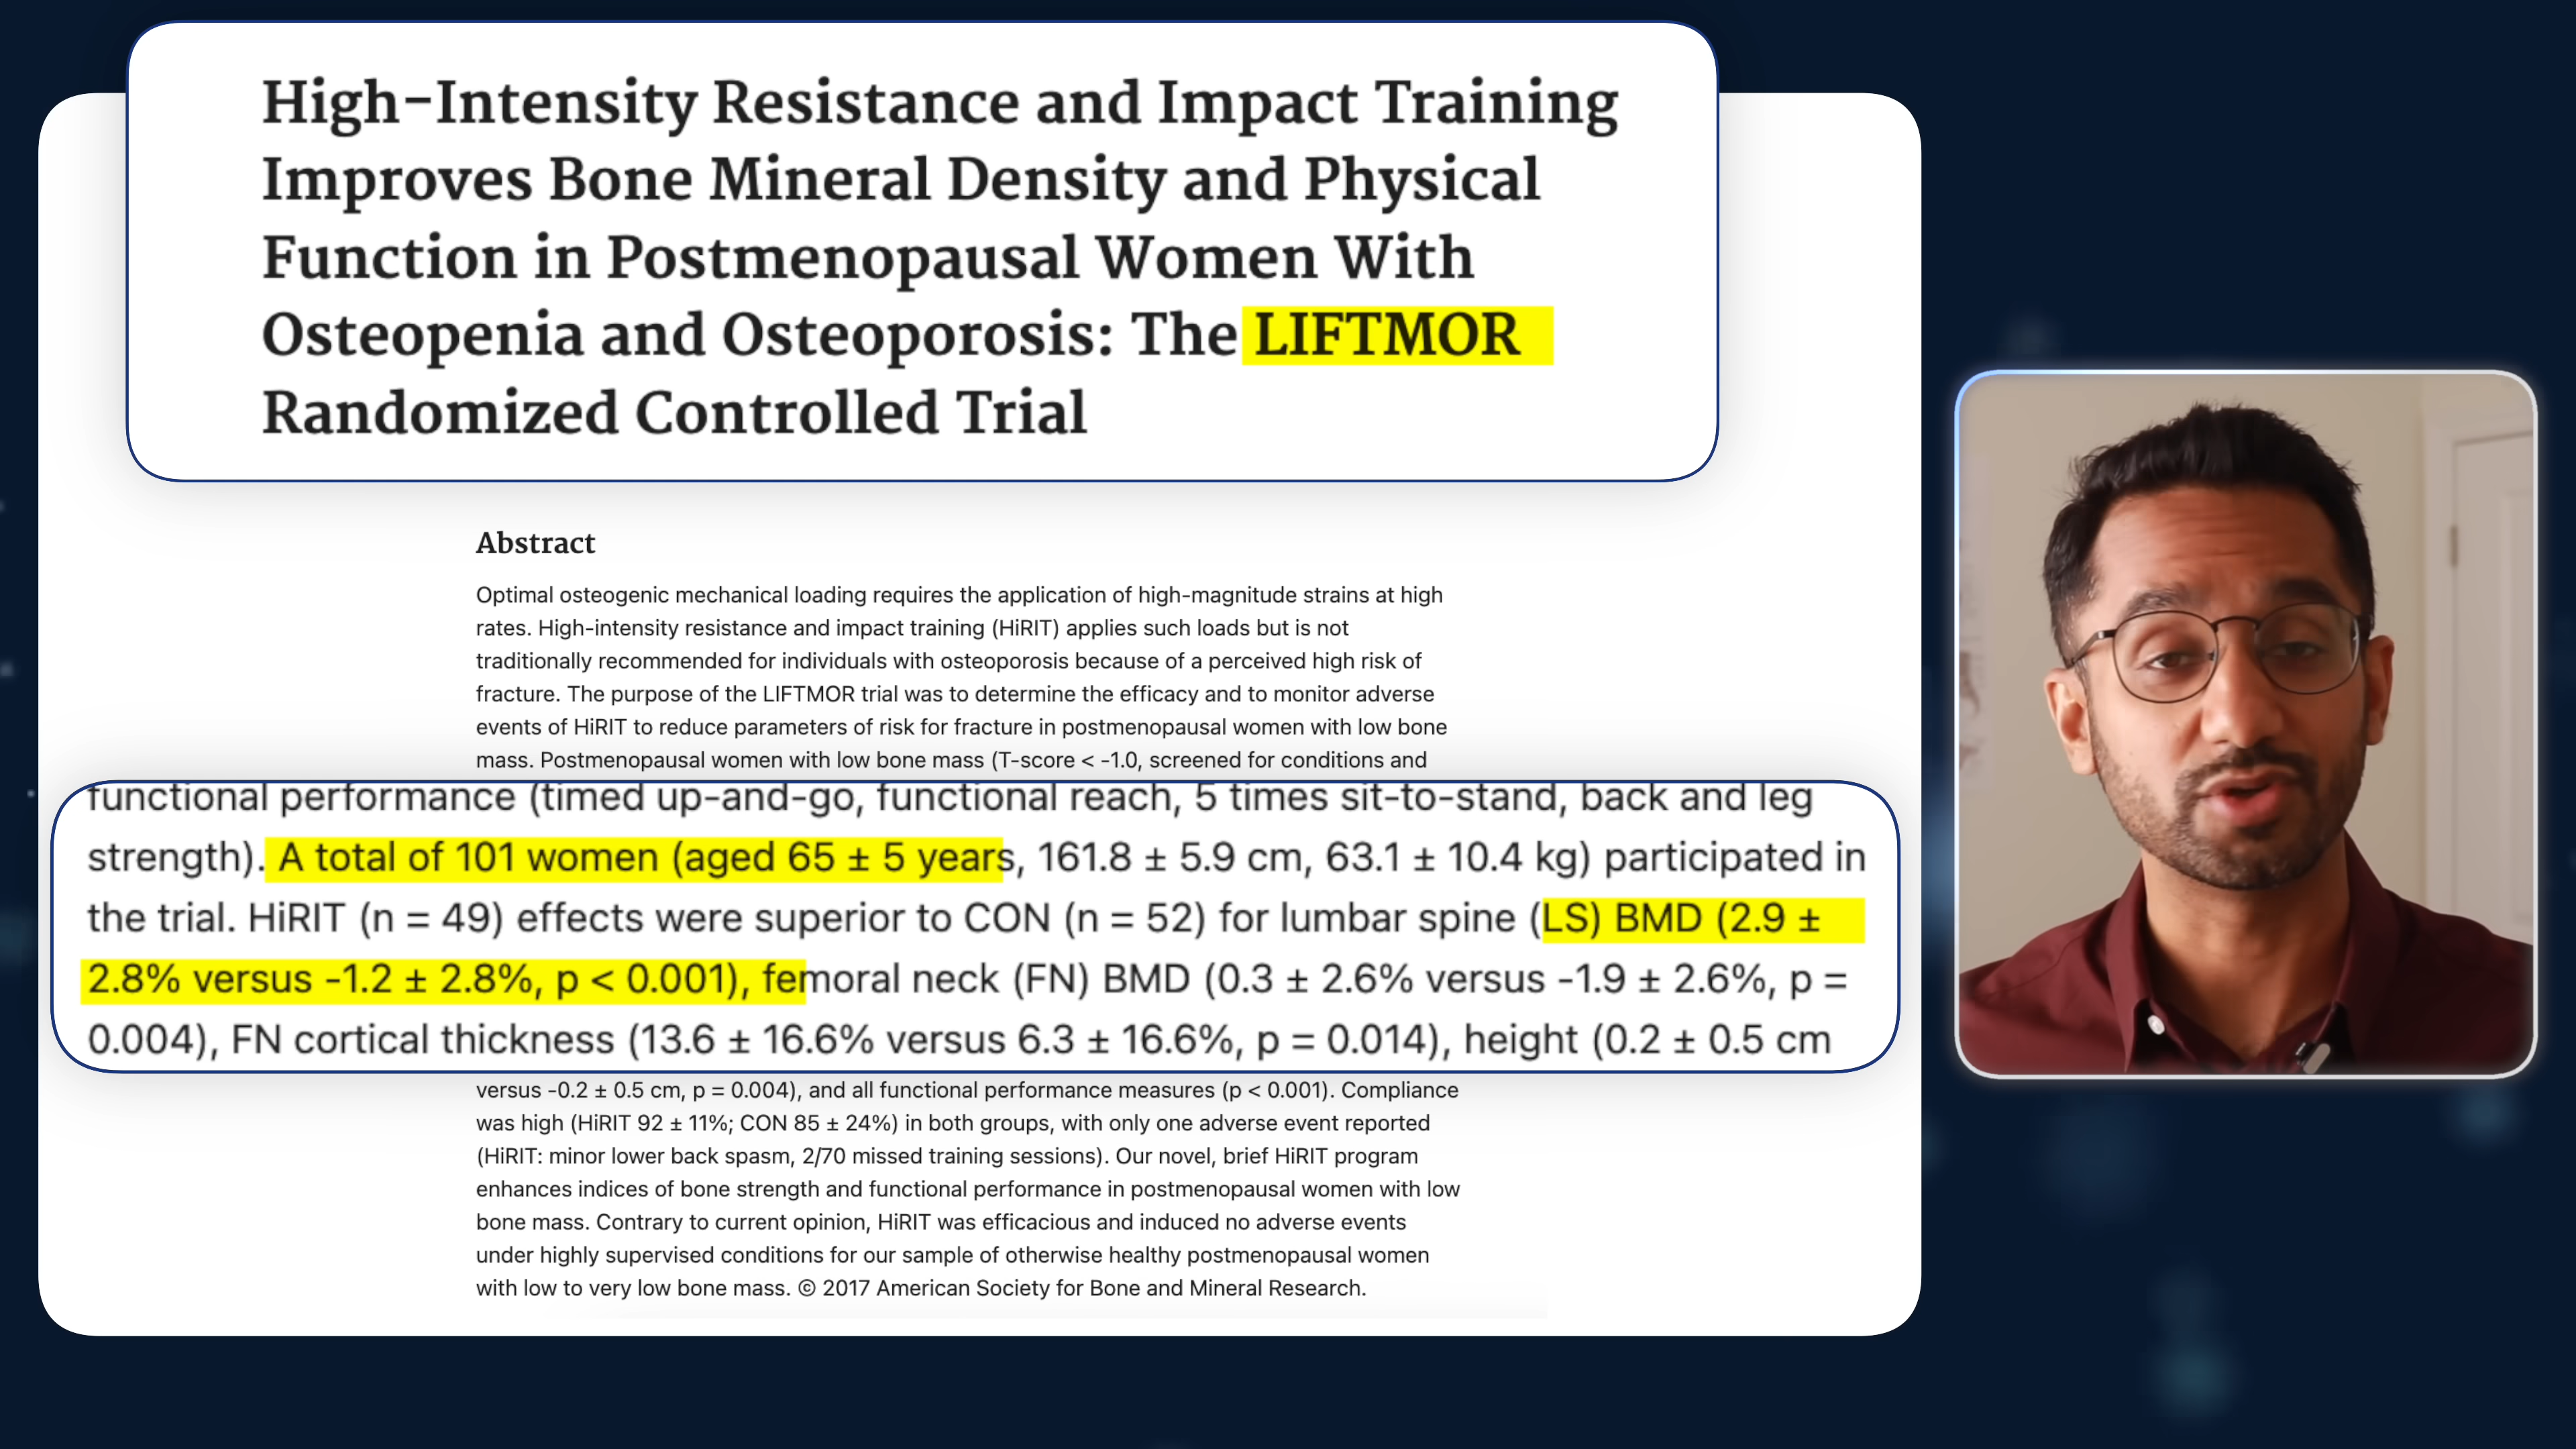 High-Intensity Resistance and Impact Training
Improves Bone Mineral Density and Physical
Function in Postmenopausal Women With
Osteopenia and Osteoporosis: The LIFTMOR
Randomized Controlled Trial
Abstract
Optimal osteogenic mechanical loading requires the application of high-magnitude strains at high
rates. High-intensity resistance and impact training (HiRIT) applies such loads but is not
traditionally recommended for individuals with osteoporosis because of a perceived high risk of
fracture. The purpose of the LIFTMOR trial was to determine the efficacy and to monitor adverse
events of HiRIT to reduce parameters of risk for fracture in postmenopausal women with low bone
mass. Postmenopausal women with low bone mass (T-score < -1.0, screened for conditions and
functional performance (timed up-and-go, functional reach, 5 times sit-to-stand, back and leg
strength). A total of 101 women (aged 65 ± 5 years, 161.8 ± 5.9 cm, 63.1 ± 10.4 kg) participated in
the trial. HiRIT (n = 49) effects were superior to CON (n = 52) for lumbar spine (LS) BMD (2.9 ±
2.8% versus -1.2 ± 2.8%, p < 0.001), femoral neck (FN) BMD (0.3 ± 2.6% versus -1.9 ± 2.6%, p =
0.004), FN cortical thickness (13.6 ± 16.6% versus 6.3 ± 16.6%, p = 0.014), height (0.2 ± 0.5 cm
versus -0.2 ± 0.5 cm, p = 0.004), and all functional performance measures (p < 0.001). Compliance
was high (HiRIT 92 ± 11%; CON 85 ± 24%) in both groups, with only one adverse event reported
(HiRIT: minor lower back spasm, 2/70 missed training sessions). Our novel, brief HiRIT program
enhances indices of bone strength and functional performance in postmenopausal women with low
bone mass. Contrary to current opinion, HiRIT was efficacious and induced no adverse events
under highly supervised conditions for our sample of otherwise healthy postmenopausal women
with low to very low bone mass. © 2017 American Society for Bone and Mineral Research.